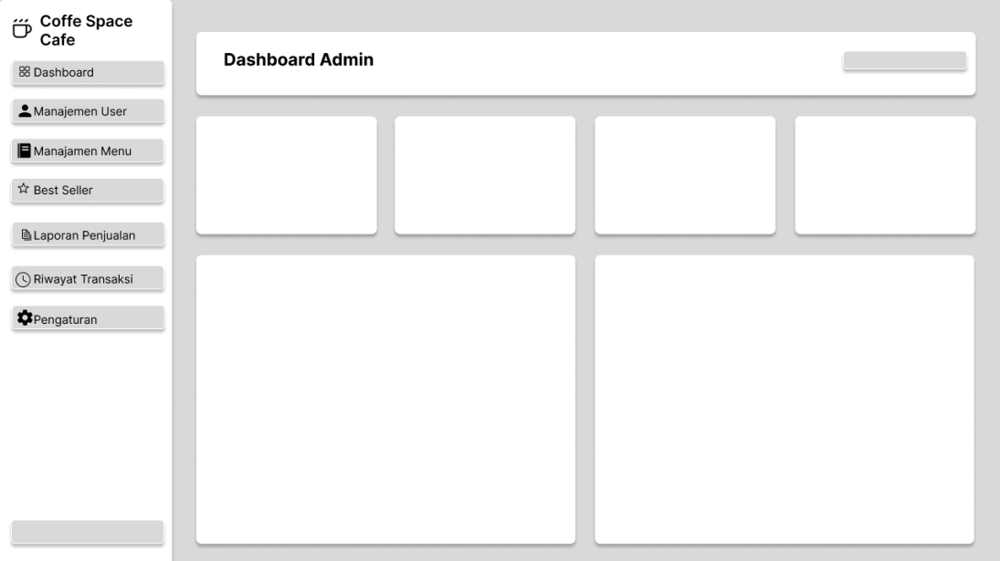 Coffe Space
Cafe
Dashboard
Manajemen User
Manajamen Menu
Best Seller
Laporan Penjualan
Riwayat Transaksi
Pengaturan
Dashboard Admin